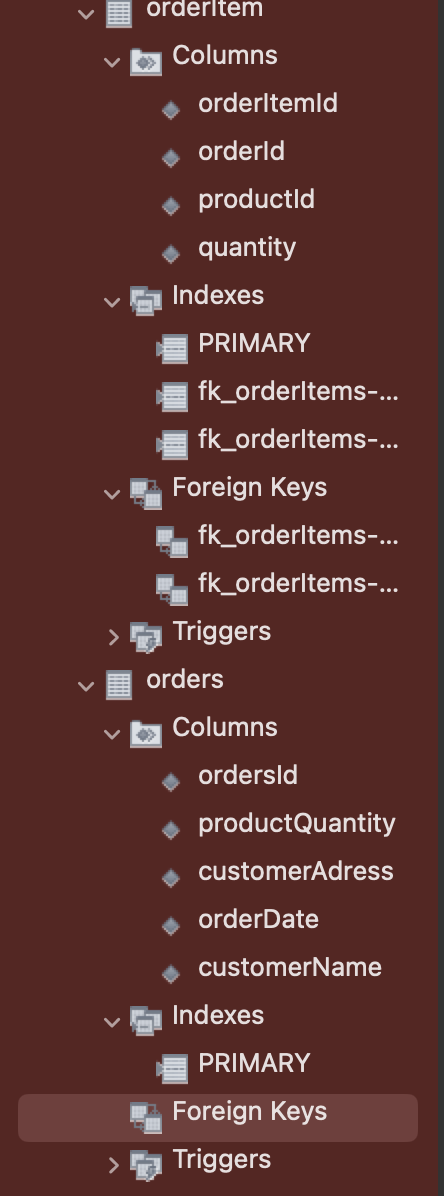 orderItem
Columns
orderItemId
orderId
productId
quantity
Indexes
PRIMARY
fk_orderItems-...
fk_orderItems-...
Foreign Keys
fk_orderItems-...
fk_orderItems-...
Triggers
orders
Columns
ordersId
productQuantity
customerAdress
orderDate
customerName
Indexes
PRIMARY
Foreign Keys
Triggers